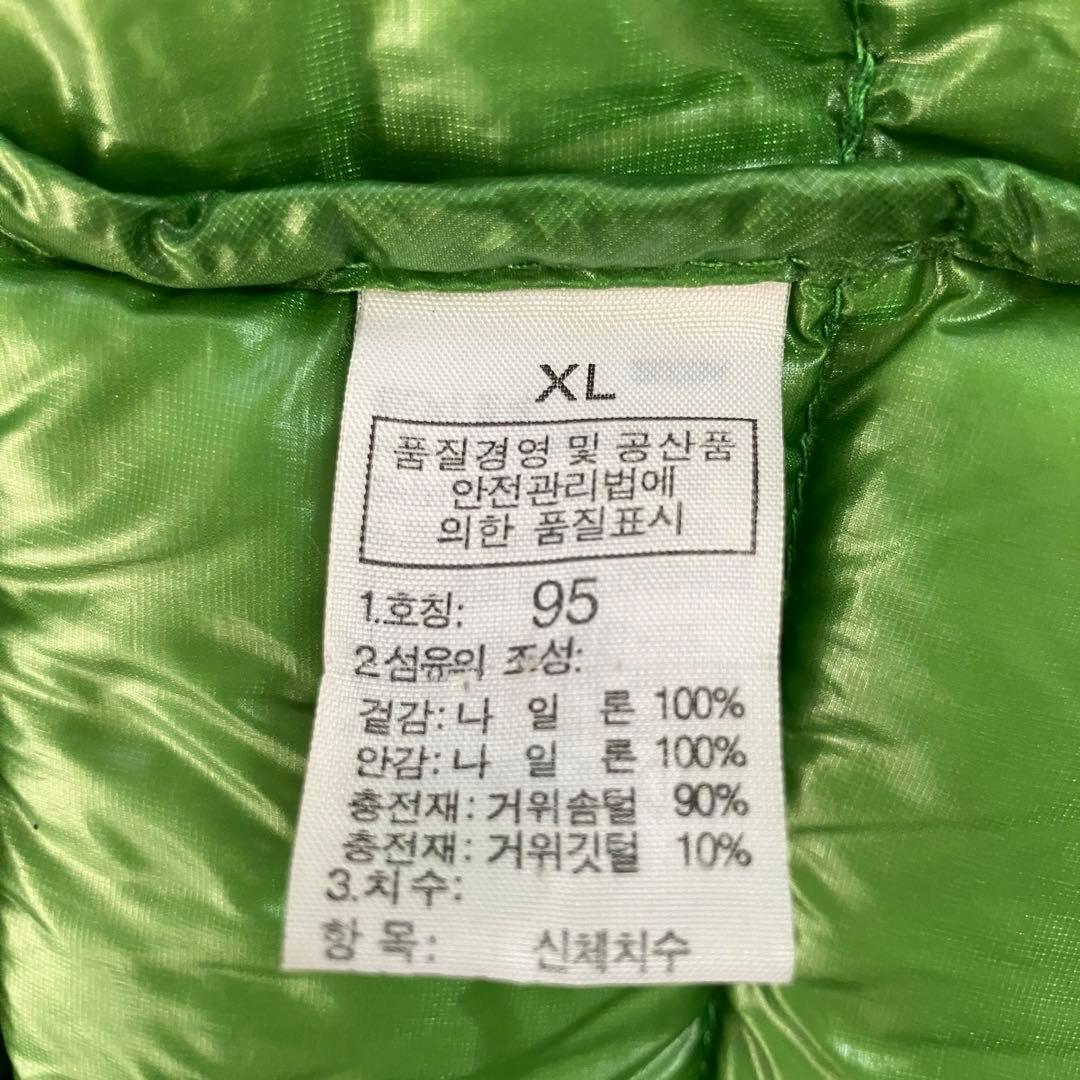 XL
품질경영 및 공산품
안전관리법에
의한 품질표시
1.호칭: 95
2.섬유의 조성:
겉감: 나 일 론 100%
안감: 나 일 론 100%
충전재: 거위솜털 90%
충전재: 거위깃털 10%
3.치수:
항 목: 신체치수